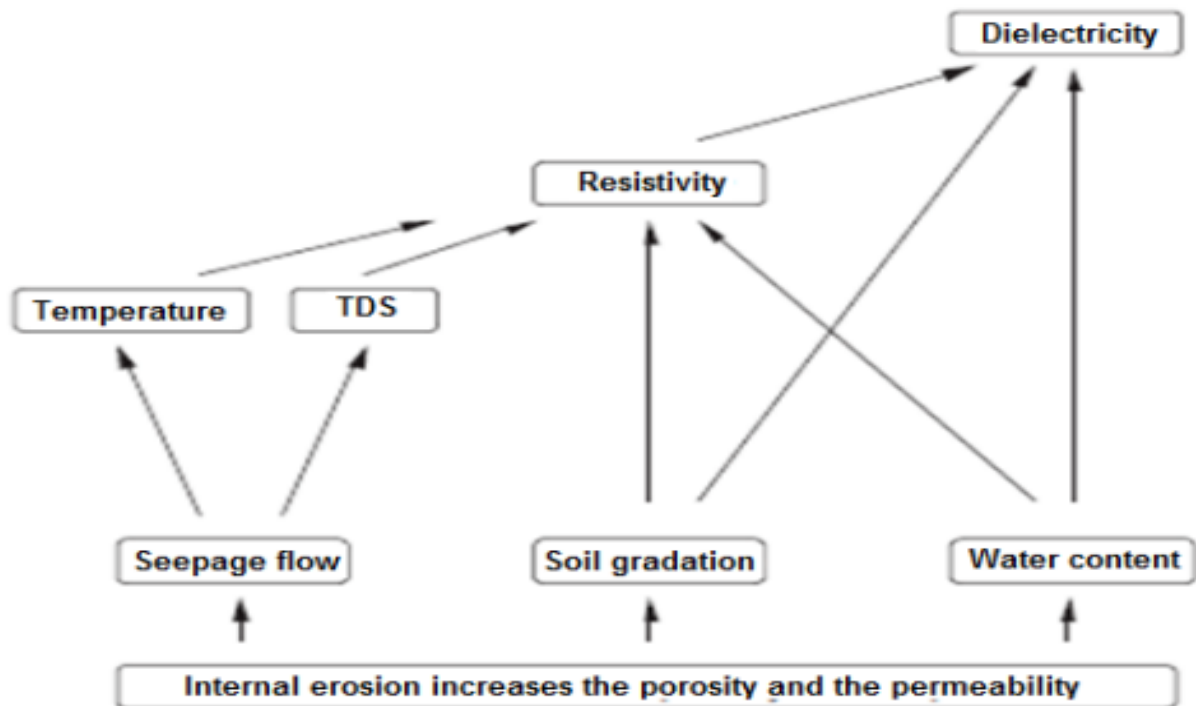 Dielectricity
Resistivity
Temperature
TDS
Seepage flow
Soil gradation
Water content
Internal erosion increases the porosity and the permeability